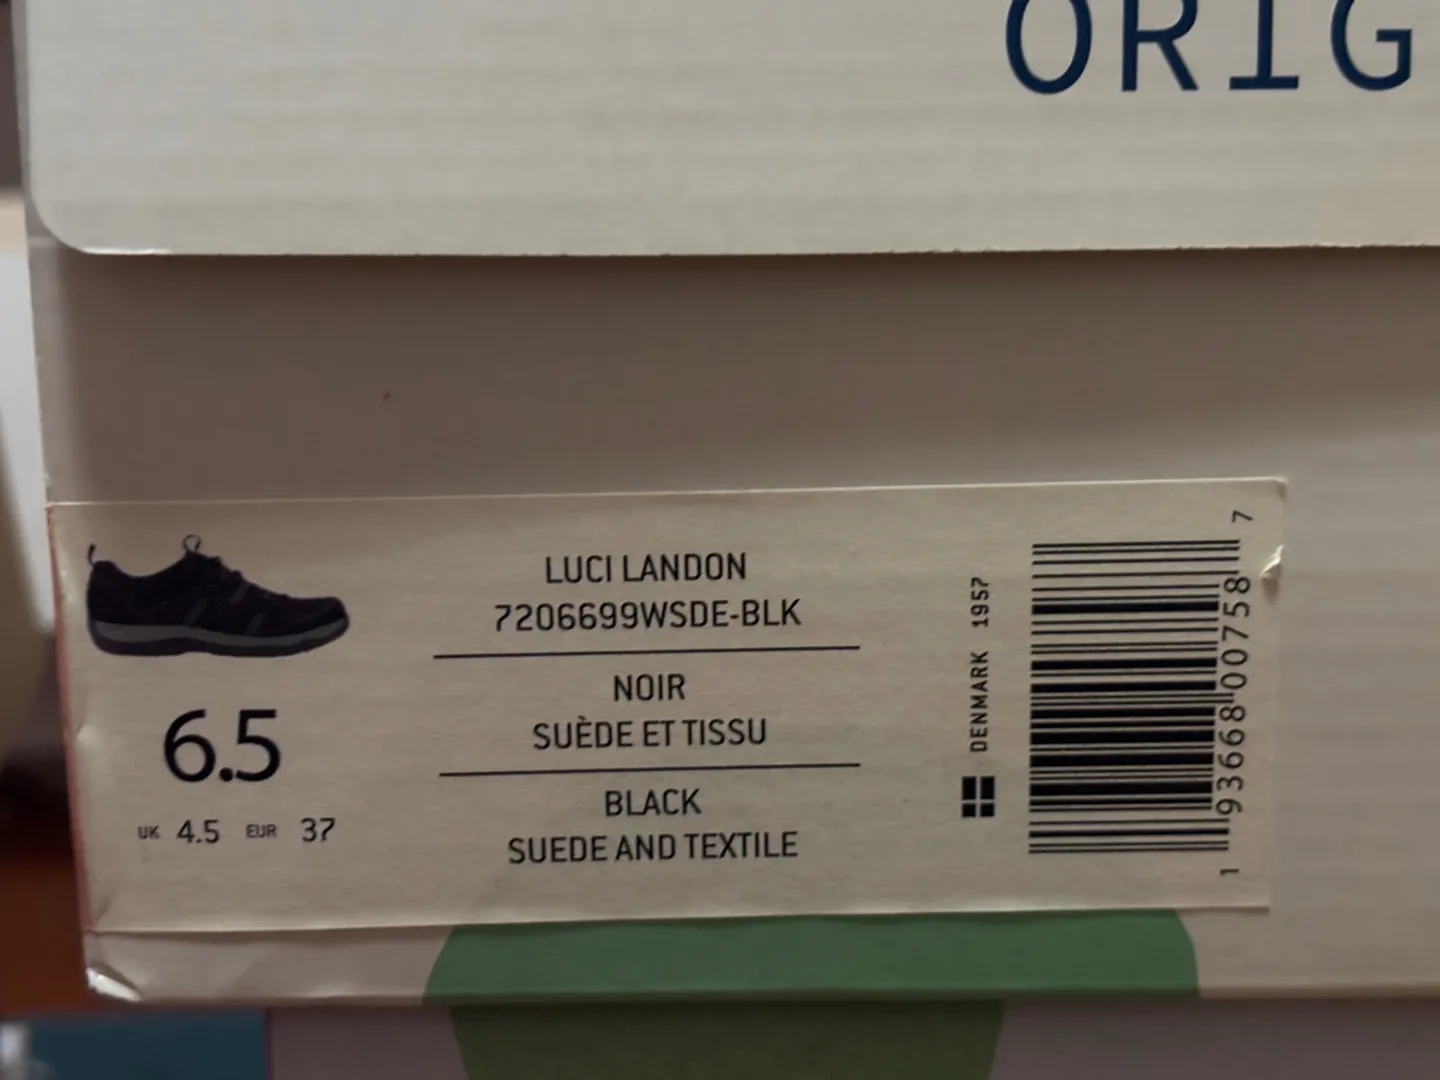 ORIG
LUCI LANDON
7206699WSDE-BLK
NOIR
SUÈDE ET TISSU
BLACK
SUEDE AND TEXTILE
6.5
UK 4.5 EUR 37
DENMARK 1957
1 93668 00758 7